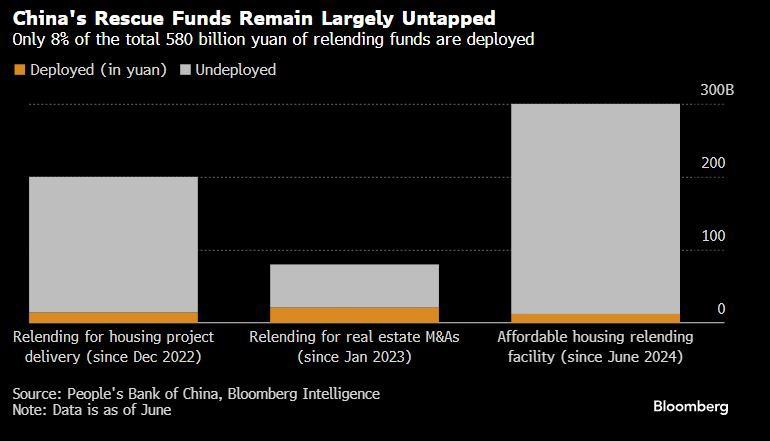 China's Rescue Funds Remain Largely Untapped
Only 8% of the total 580 billion yuan of relending funds are deployed
Deployed (in yuan) Undeployed
300B
200
100
0
Relending for housing project
delivery (since Dec 2022)
Relending for real estate M&As
(since Jan 2023)
Affordable housing relending
facility (since June 2024)
Source: People's Bank of China, Bloomberg Intelligence
Note: Data is as of June
Bloomberg